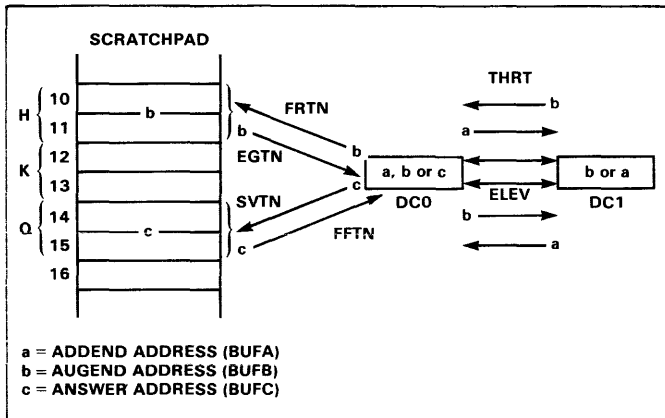 SCRATCHPAD
THRT
H
10
b
11
b
FRTN
EGTN
b
b
a
K
12
13
a, b or c
DC0
b or a
DC1
ELEV
Q
14
c
15
c
SVTN
FFTN
c
b
a
16
a = ADDEND ADDRESS (BUFA)
b = AUGEND ADDRESS (BUFB)
c = ANSWER ADDRESS (BUFC)